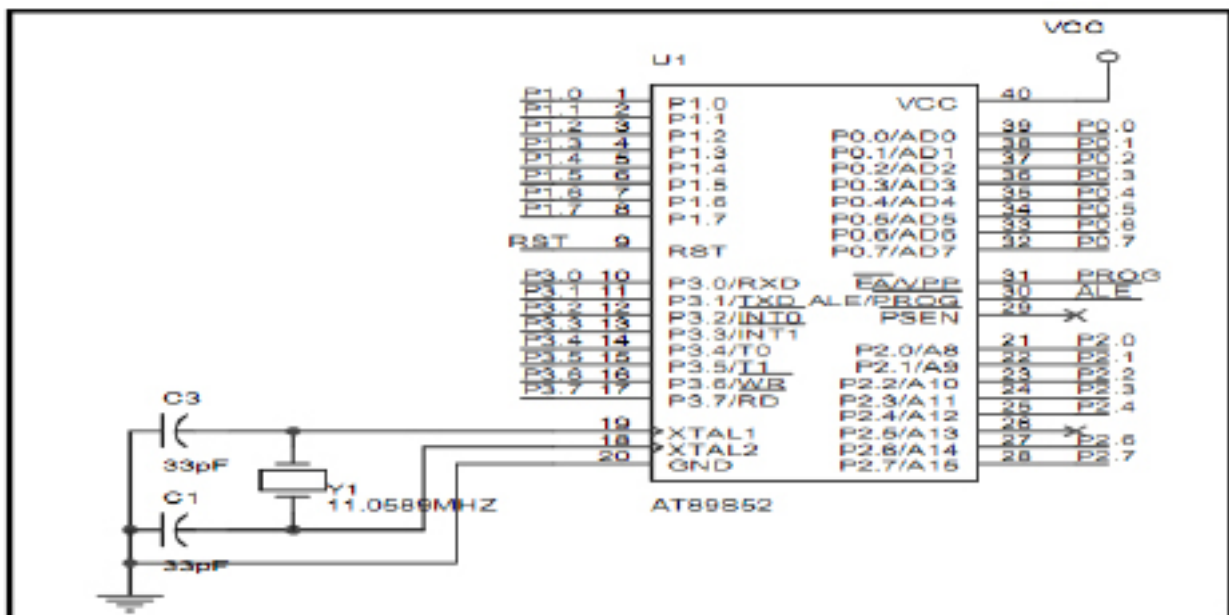 VCC
U1
P1.0 1 P1.0 VCC 40
P1.1 2 P1.1
P1.2 3 P1.2 P0.0/AD0 39 P0.0
P1.3 4 P1.3 P0.1/AD1 38 P0.1
P1.4 5 P1.4 P0.2/AD2 37 P0.2
P1.5 6 P1.5 P0.3/AD3 36 P0.3
P1.6 7 P1.6 P0.4/AD4 35 P0.4
P1.7 8 P1.7 P0.5/AD5 34 P0.5
P0.6/AD6 33 P0.6
RST 9 RST P0.7/AD7 32 P0.7
P3.0 10 P3.0/RXD EA/VPP 31 PROG
P3.1 11 P3.1/TXD ALE/PROG 30 ALE
P3.2 12 P3.2/INT0 PSEN 29
P3.3 13 P3.3/INT1
P3.4 14 P3.4/T0 P2.0/A8 21 P2.0
P3.5 15 P3.5/T1 P2.1/A9 22 P2.1
P3.6 16 P3.6/WR P2.2/A10 23 P2.2
P3.7 17 P3.7/RD P2.3/A11 24 P2.3
P2.4/A12 25 P2.4
19 XTAL1 P2.5/A13 26
18 XTAL2 P2.6/A14 27 P2.6
20 GND P2.7/A15 28 P2.7
C3
33pF
Y1
C1
11.0589MHZ
AT89S52
33pF